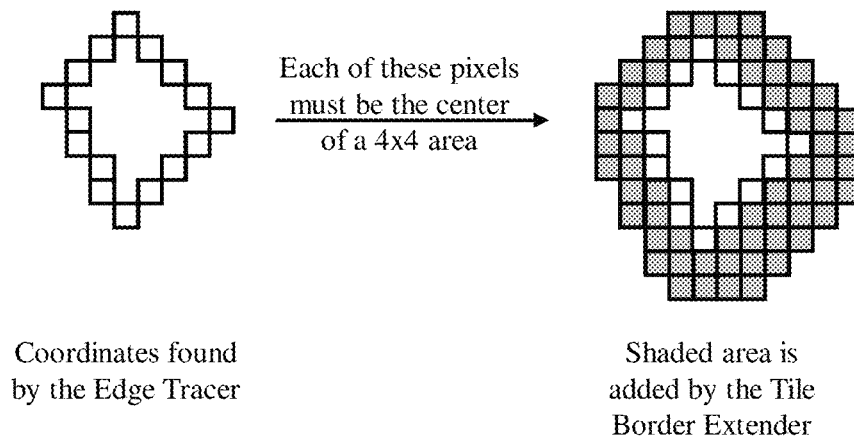 Each of these pixels
must be the center
of a 4x4 area
Coordinates found
by the Edge Tracer
Shaded area is
added by the Tile
Border Extender